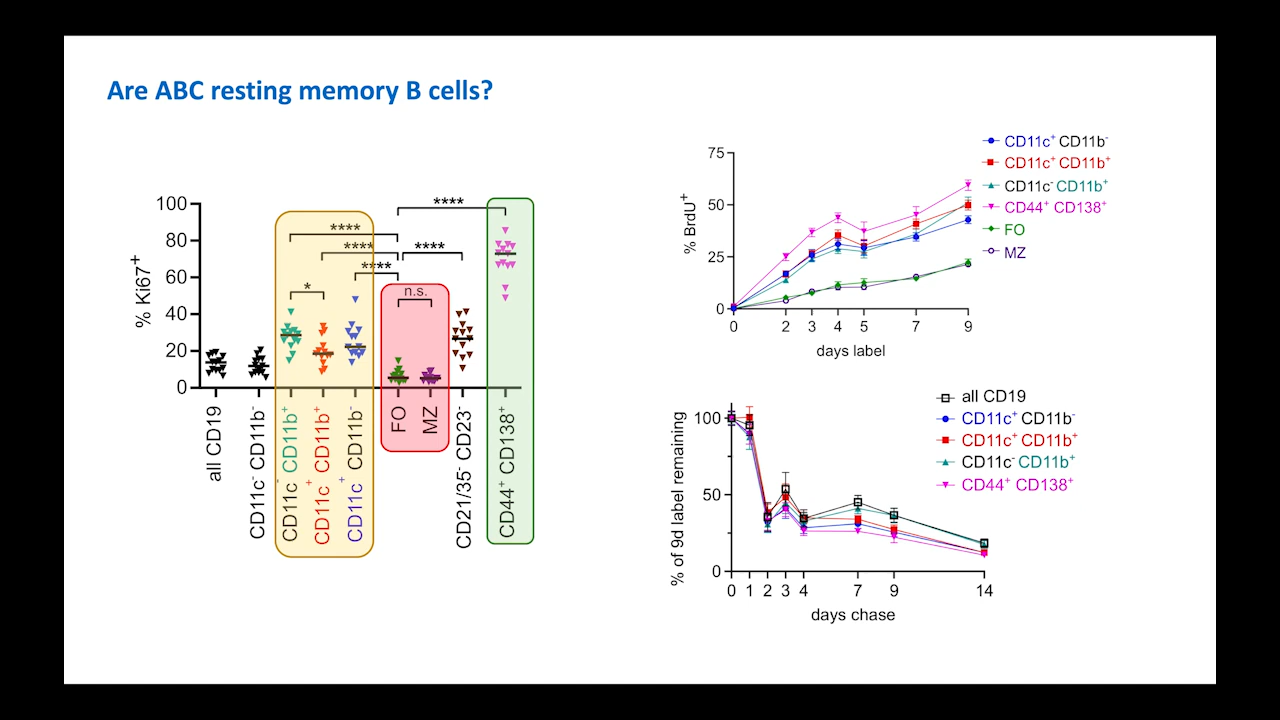 Are ABC resting memory B cells?
% Ki67+
100
80
60
40
20
0
****
****
****
****
****
*
n.s.
all CD19
CD11c- CD11b-
CD11c- CD11b+
CD11c+ CD11b+
CD11c+ CD11b-
FO
MZ
CD21/35- CD23-
CD44+ CD138+
% BrdU+
75
50
25
0
0 2 3 4 5 7 9
days label
CD11c+ CD11b-
CD11c+ CD11b+
CD11c- CD11b+
CD44+ CD138+
FO
MZ
% of 9d label remaining
100
50
0
0 1 2 3 4 7 9 14
days chase
all CD19
CD11c+ CD11b-
CD11c+ CD11b+
CD11c- CD11b+
CD44+ CD138+